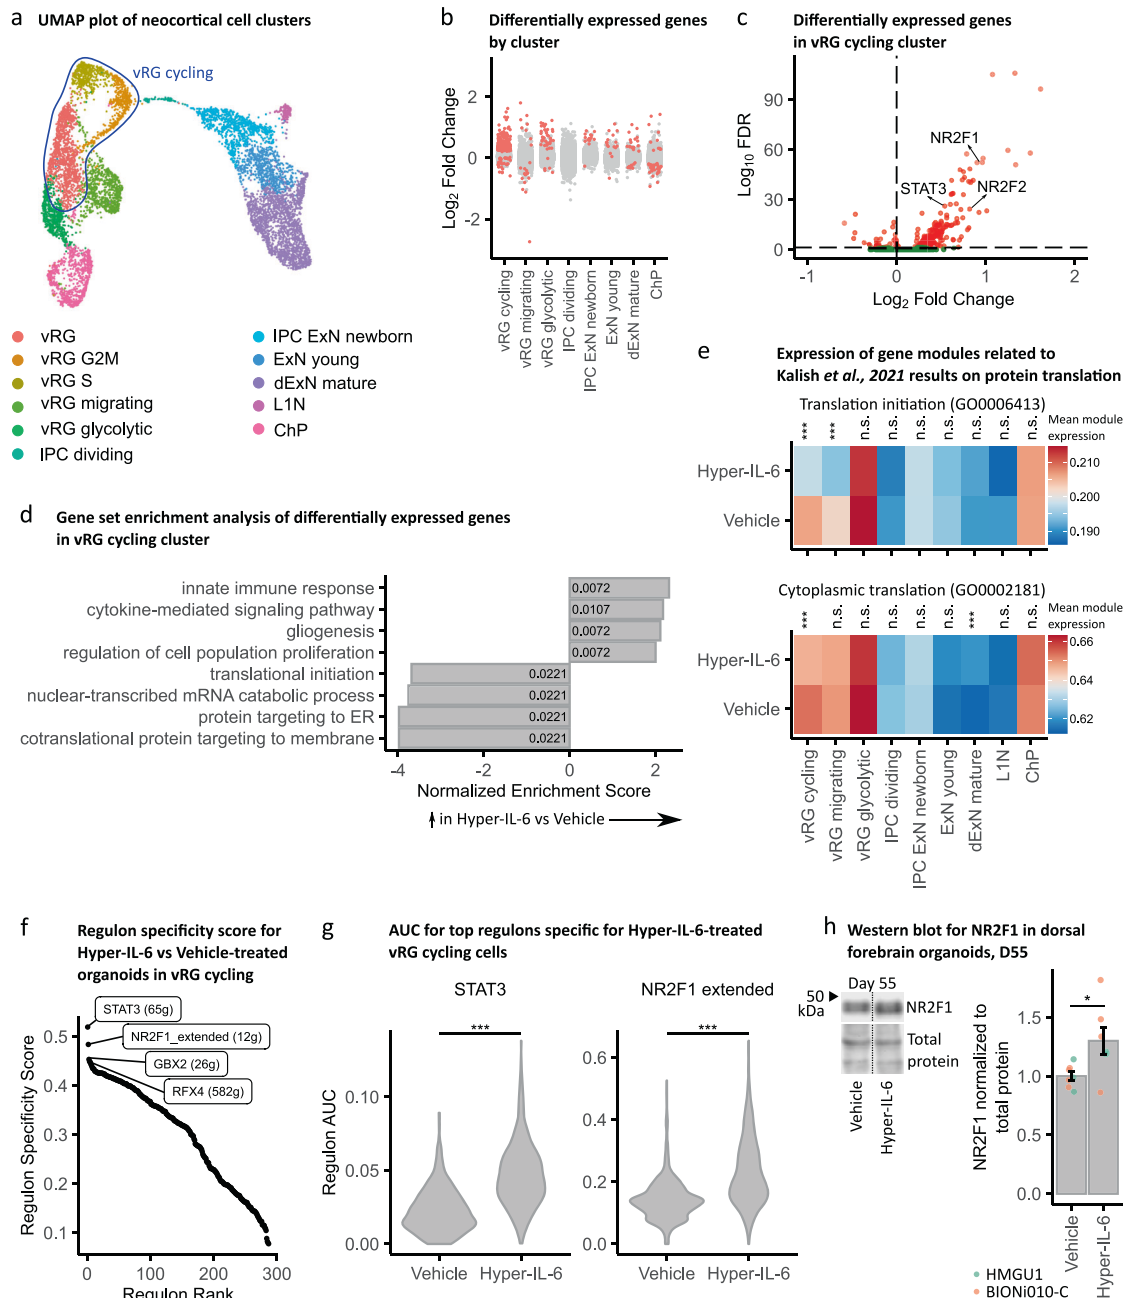 a UMAP plot of neocortical cell clusters
vRG cycling
vRG
vRG G2M
vRG S
vRG migrating
vRG glycolytic
IPC dividing
IPC ExN newborn
ExN young
dExN mature
L1N
ChP
b Differentially expressed genes
by cluster
Log2 Fold Change
2
0
-2
vRG cycling
vRG migrating
vRG glycolytic
IPC dividing
IPC ExN newborn
ExN young
dExN mature
ChP
c Differentially expressed genes
in vRG cycling cluster
Log10 FDR
90
60
30
0
NR2F1
STAT3
NR2F2
-1 0 1 2
Log2 Fold Change
d Gene set enrichment analysis of differentially expressed genes
in vRG cycling cluster
innate immune response 0.0072
cytokine-mediated signaling pathway 0.0107
gliogenesis 0.0072
regulation of cell population proliferation 0.0072
translational initiation 0.0221
nuclear-transcribed mRNA catabolic process 0.0221
protein targeting to ER 0.0221
cotranslational protein targeting to membrane 0.0221
-4 -2 0 2
Normalized Enrichment Score
in Hyper-IL-6 vs Vehicle
e Expression of gene modules related to
Kalish et al., 2021 results on protein translation
Translation initiation (GO0006413)
*** *** n.s. n.s. n.s. n.s. n.s. n.s. n.s.
Hyper-IL-6
Vehicle
Mean module
expression
0.210
0.200
0.190
Cytoplasmic translation (GO0002181)
*** n.s. n.s. n.s. n.s. n.s. *** n.s. n.s.
Hyper-IL-6
Vehicle
Mean module
expression
0.66
0.64
0.62
vRG cycling
vRG migrating
vRG glycolytic
IPC dividing
IPC ExN newborn
ExN young
dExN mature
L1N
ChP
f Regulon specificity score for
Hyper-IL-6 vs Vehicle-treated
organoids in vRG cycling
STAT3 (65g)
NR2F1_extended (12g)
GBX2 (26g)
RFX4 (582g)
Regulon Specificity Score
0.5
0.4
0.3
0.2
0.1
0 100 200 300
Regulon Rank
g AUC for top regulons specific for Hyper-IL-6-treated
vRG cycling cells
STAT3
***
Regulon AUC
0.10
0.05
0.00
Vehicle Hyper-IL-6
NR2F1 extended
***
0.6
0.4
0.2
0.0
Vehicle Hyper-IL-6
h Western blot for NR2F1 in dorsal
forebrain organoids, D55
Day 55
50
kDa
NR2F1
Total
protein
Vehicle
Hyper-IL-6
NR2F1 normalized to
total protein
*
1.5
1.0
0.5
0.0
Vehicle
Hyper-IL-6
HMGU1
BIONi010-C